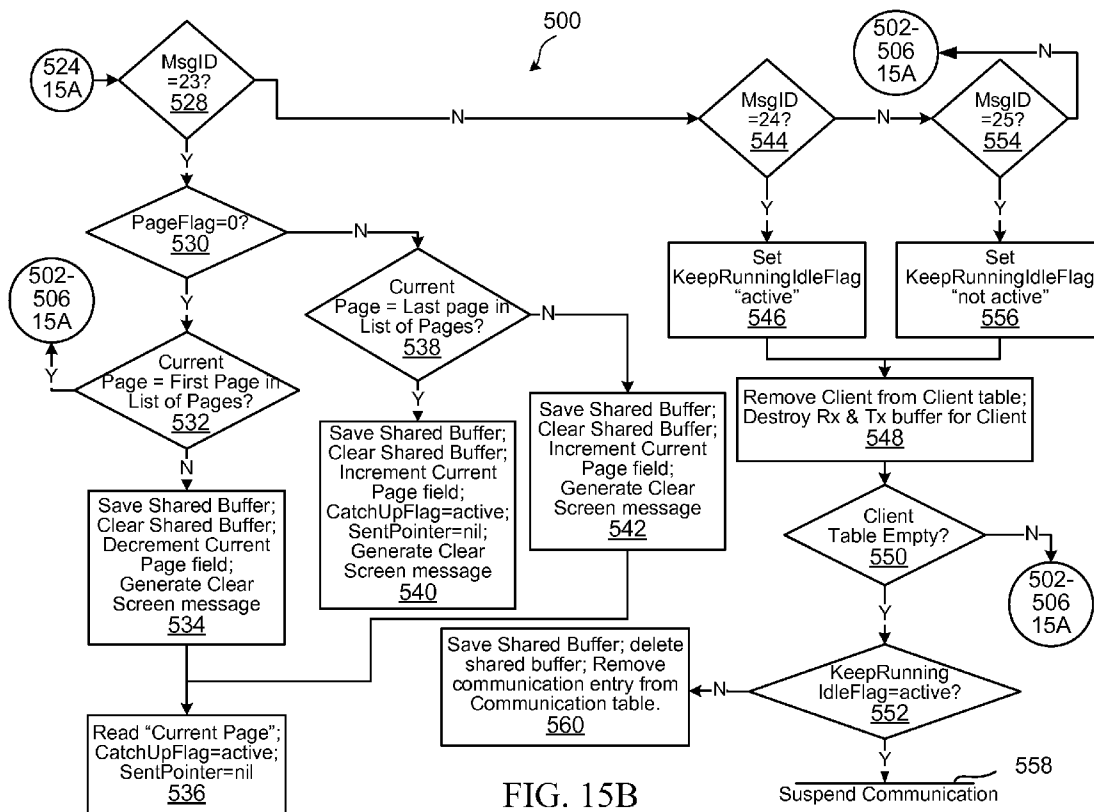 500
524
15A
MsgID
=23?
528
N
MsgID
=24?
544
N
MsgID
=25?
554
N
502-
506
15A
Y
Y
Y
PageFlag=0?
530
N
Set
KeepRunningIdleFlag
“active”
546
Set
KeepRunningIdleFlag
“not active”
556
502-
506
15A
Y
Y
Current
Page = First Page in
List of Pages?
532
N
Current
Page = Last page in
List of Pages?
538
N
Y
Save Shared Buffer;
Clear Shared Buffer;
Decrement Current
Page field;
Generate Clear
Screen message
534
Save Shared Buffer;
Clear Shared Buffer;
Increment Current
Page field;
CatchUpFlag=active;
SentPointer=nil;
Generate Clear
Screen message
540
Save Shared Buffer;
Clear Shared Buffer;
Increment Current
Page field;
Generate Clear
Screen message
542
Remove Client from Client table;
Destroy Rx & Tx buffer for Client
548
Client
Table Empty?
550
N
502-
506
15A
Y
KeepRunning
IdleFlag=active?
552
N
Save Shared Buffer; delete
shared buffer; Remove
communication entry from
Communication table.
560
Y
558
Suspend Communication
Read “Current Page”;
CatchUpFlag=active;
SentPointer=nil
536
FIG. 15B